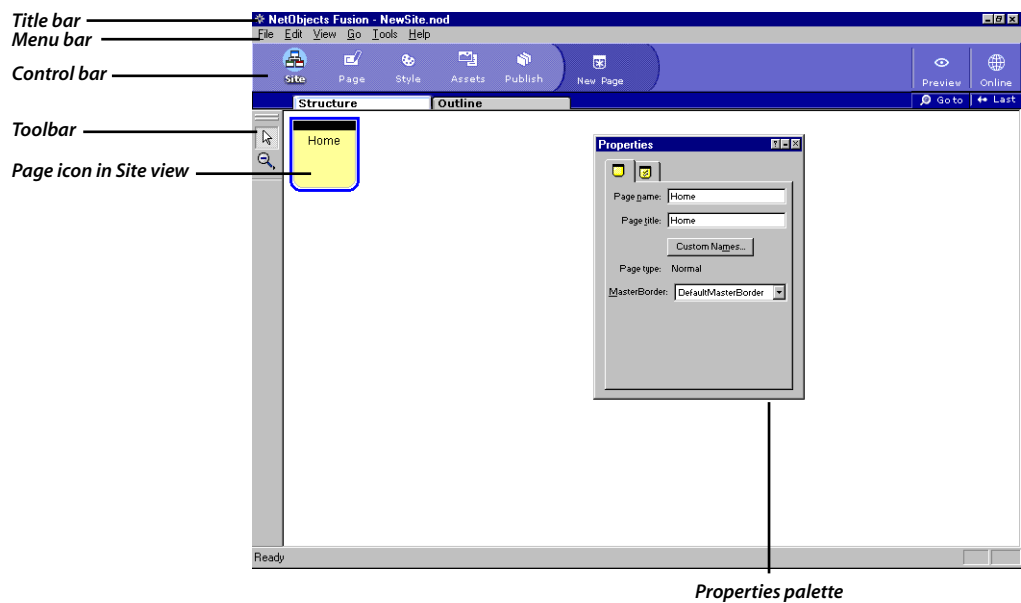 Title bar
NetObjects Fusion - NewSite.nod
Menu bar
File Edit View Go Tools Help
Control bar
Site Page Style Assets Publish New Page Preview Online
Structure Outline Go to Last
Toolbar
Home
Page icon in Site view
Properties
Page name: Home
Page title: Home
Custom Names...
Page type: Normal
MasterBorder: DefaultMasterBorder
Ready
Properties palette